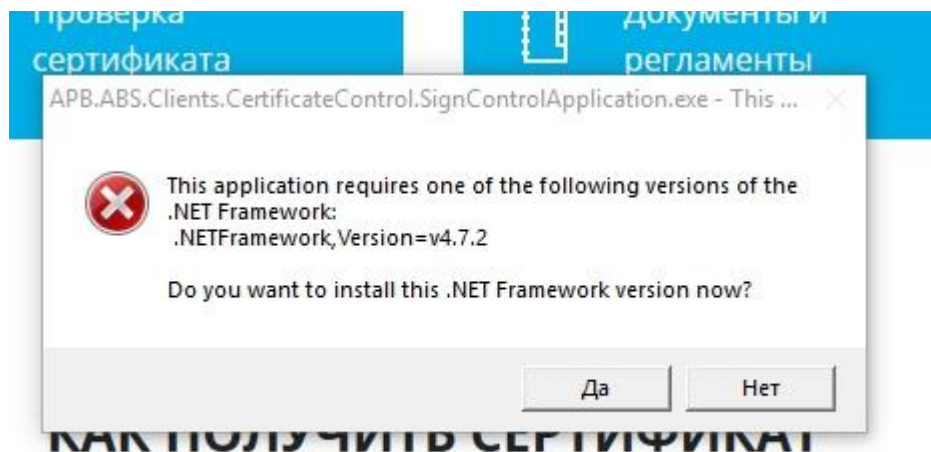 Проверка
сертификата
документы и
регламенты
APB.ABS.Clients.CertificateControl.SignControlApplication.exe - This ...
This application requires one of the following versions of the
.NET Framework:
.NETFramework,Version=v4.7.2
Do you want to install this .NET Framework version now?
Да
Нет
КАК ПОЛУЧИТЬ СЕРТИФИКАТ